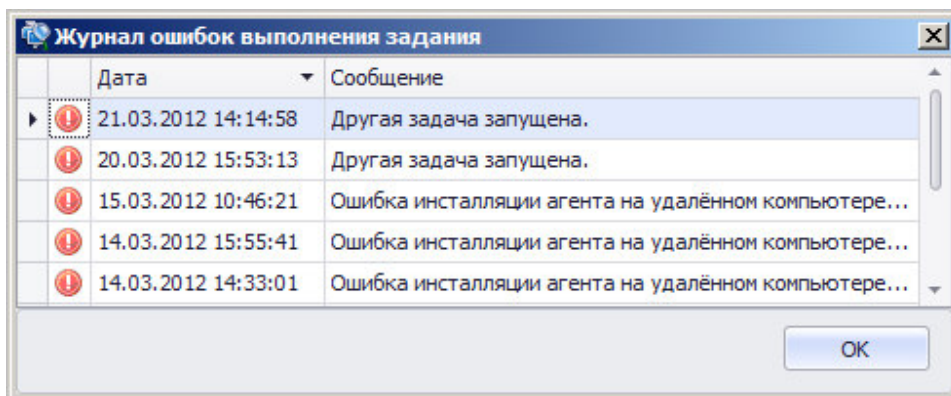 Журнал ошибок выполнения задания
Дата Сообщение
21.03.2012 14:14:58 Другая задача запущена.
20.03.2012 15:53:13 Другая задача запущена.
15.03.2012 10:46:21 Ошибка инсталляции агента на удалённом компьютере...
14.03.2012 15:55:41 Ошибка инсталляции агента на удалённом компьютере...
14.03.2012 14:33:01 Ошибка инсталляции агента на удалённом компьютере...
OK